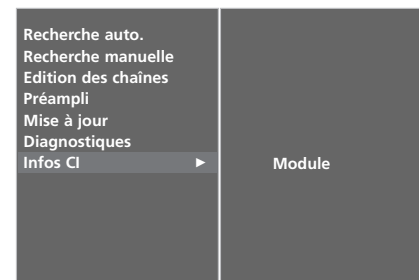 Recherche auto.
Recherche manuelle
Edition des chaînes
Préampli
Mise à jour
Diagnostiques
Infos CI ►
Module